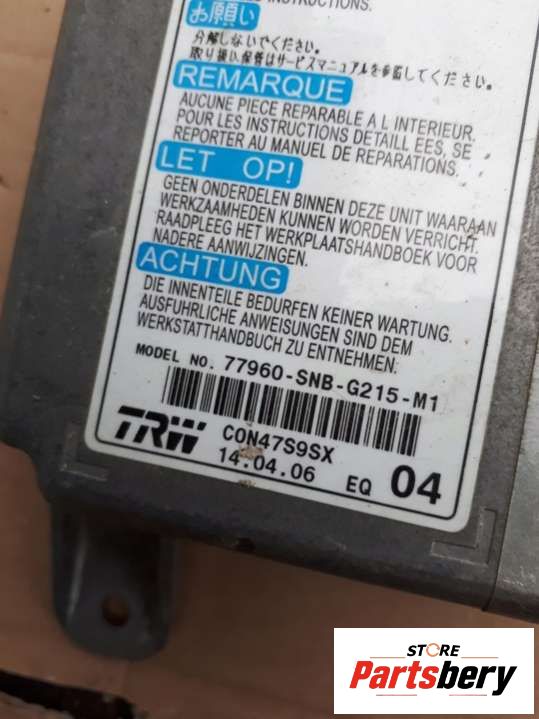 INSTRUCTIONS.
お願い
分解しないでください。
取り扱い、保管はサービスマニュアルを参照してください。
REMARQUE
AUCUNE PIECE REPARABLE A L INTERIEUR.
POUR LES INSTRUCTIONS DETAILL EES, SE
REPORTER AU MANUEL DE REPARATIONS.
LET OP!
GEEN ONDERDELEN BINNEN DEZE UNIT WAARAAN
WERKZAAMHEDEN KUNNEN WORDEN VERRICHT.
RAADPLEEG HET WERKPLAATSHANDBOEK VOOR
NADERE AANWIJZINGEN.
ACHTUNG
DIE INNENTEILE BEDURFEN KEINER WARTUNG.
AUSFUHRLICHE ANWEISUNGEN SIND DEM
WERKSTATTHANDBUCH ZU ENTNEHMEN.
MODEL NO. 77960-SNB-G215-M1
TRW CON47S9SX
14.04.06 EQ 04
STORE
Partsbery